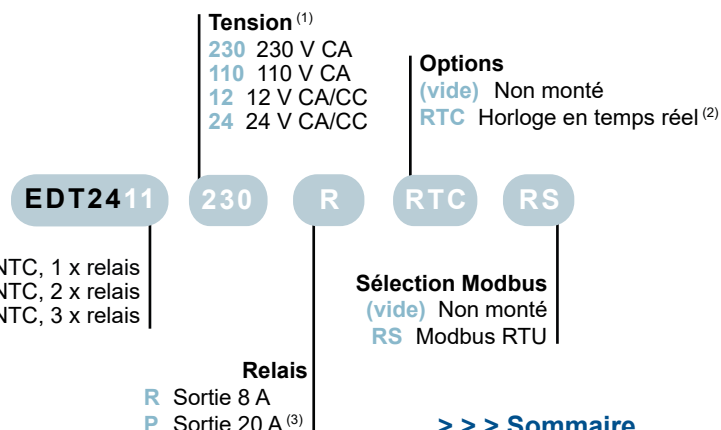 Tension (1)
230 230 V CA
110 110 V CA
12 12 V CA/CC
24 24 V CA/CC
Options
(vide) Non monté
RTC Horloge en temps réel (2)
EDT2411 230 R RTC RS
NTC, 1 x relais
NTC, 2 x relais
NTC, 3 x relais
Sélection Modbus
(vide) Non monté
RS Modbus RTU
Relais
R Sortie 8 A
P Sortie 20 A (3)
> > > Sommaire